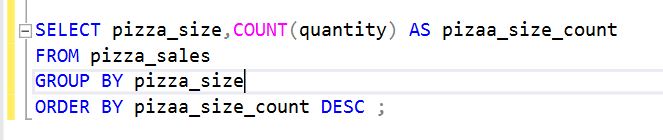 SELECT pizza_size,COUNT(quantity) AS pizaa_size_count
FROM pizza_sales
GROUP BY pizza_size
ORDER BY pizaa_size_count DESC ;